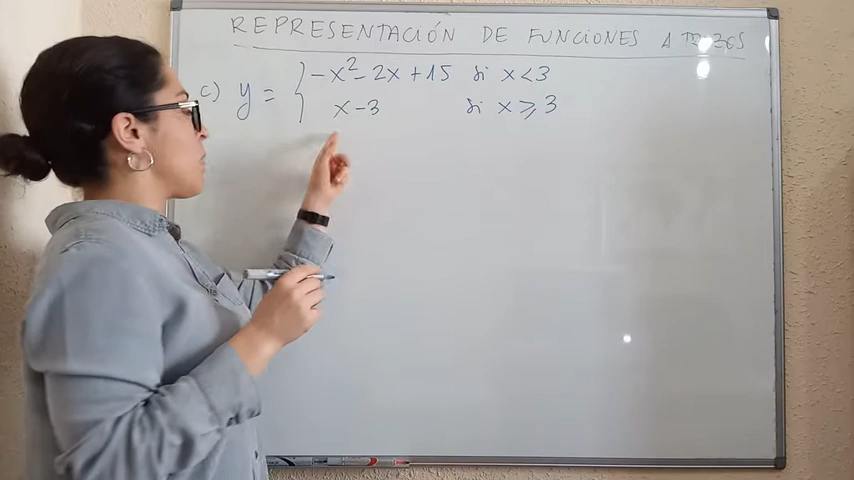 REPRESENTACIÓN DE FUNCIONES A TROZOS
c) y = { -x² - 2x + 15 si x < 3
x - 3 si x ⩾ 3